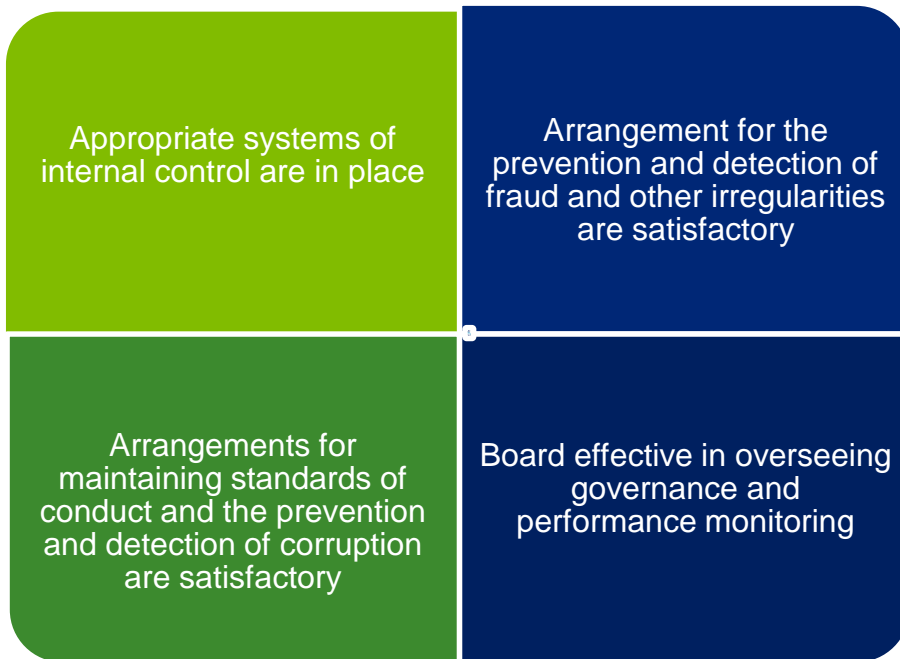 Appropriate systems of
internal control are in place
Arrangement for the
prevention and detection of
fraud and other irregularities
are satisfactory
Arrangements for
maintaining standards of
conduct and the prevention
and detection of corruption
are satisfactory
Board effective in overseeing
governance and
performance monitoring